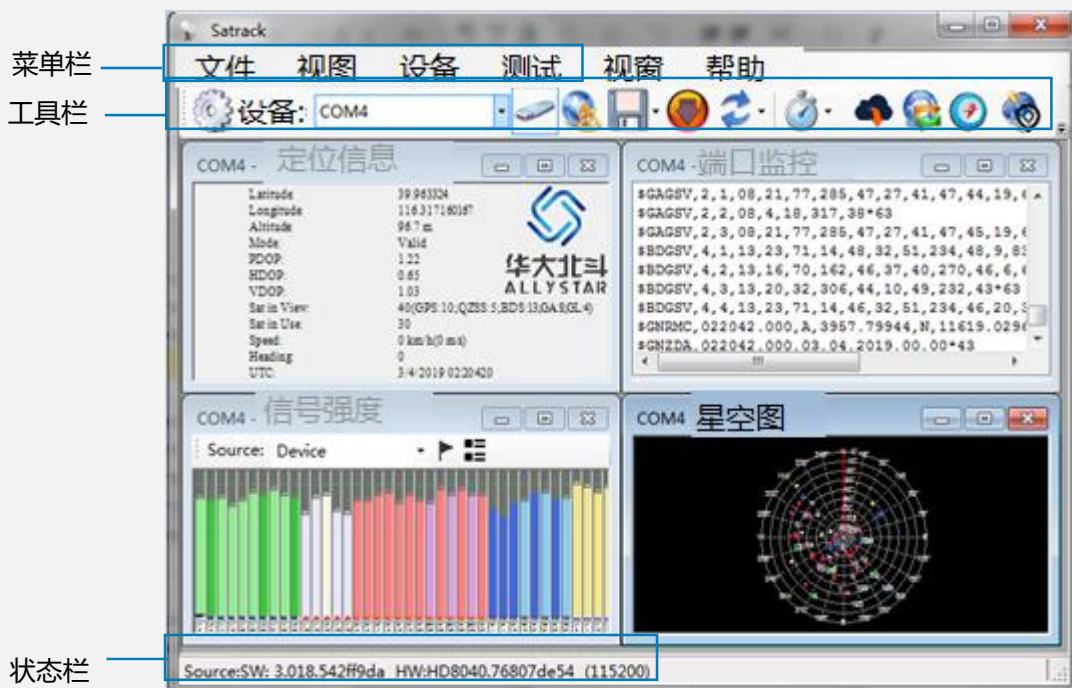 Satrack
菜单栏
文件 视图 设备 测试 视窗 帮助
工具栏
设备: COM4
COM4 - 定位信息
Latitude 39.963324
Longitude 116.317160167
Altitude 96.7 m
Mode: Valid
PDOP: 1.22
HDOP: 0.65
VDOP: 1.03
Sat in View: 40(GPS:10;QZSS:5,BDS:13,GA:8;GL:4)
Sat in Use: 30
Speed: 0 km/h(0 m/s)
Heading 0
UTC: 3/4/2019 02:20:420
华大北斗
ALLYSTAR
COM4 -端口监控
$GAGSV,2,1,08,21,77,285,47,27,41,47,44,19,
$GAGSV,2,2,08,4,18,317,38*63
$GAGSV,2,3,08,21,77,285,47,27,41,47,45,19,
$BDGSV,4,1,13,23,71,14,48,32,51,234,48,9,83
$BDGSV,4,2,13,16,70,162,46,37,40,270,46,6,
$BDGSV,4,3,13,20,32,306,44,10,49,232,43*63
$BDGSV,4,4,13,23,71,14,46,32,51,234,46,20,
$GNRMC,022042.000,A,3957.79944,N,11619.029
$GNZDA,022042.000,03,04,2019,00,00*43
COM4 - 信号强度
Source: Device
COM4 星空图
状态栏
Source:SW: 3.018.542ff9da HW:HD8040.76807de54 (115200)